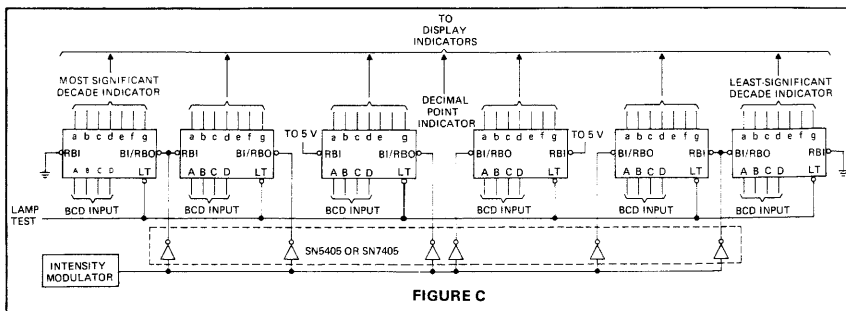 TO
DISPLAY
INDICATORS
MOST SIGNIFICANT
DECADE INDICATOR
DECIMAL
POINT
INDICATOR
LEAST-SIGNIFICANT
DECADE INDICATOR
a b c d e f g
a b c d e f g
a b c d e g
a b c d e f g
a b c d e f g
a b c d e f g
TO 5 V
TO 5 V
RBI BI/RBO
RBI BI/RBO
RBI BI/RBO
BI/RBO RBI
BI/RBO RBI
BI/RBO RBI
A B C D LT
A B C D LT
A B C D LT
A B C D LT
A B C D LT
A B C D LT
LAMP
TEST
BCD INPUT
BCD INPUT
BCD INPUT
BCD INPUT
BCD INPUT
BCD INPUT
SN5405 OR SN7405
INTENSITY
MODULATOR
FIGURE C